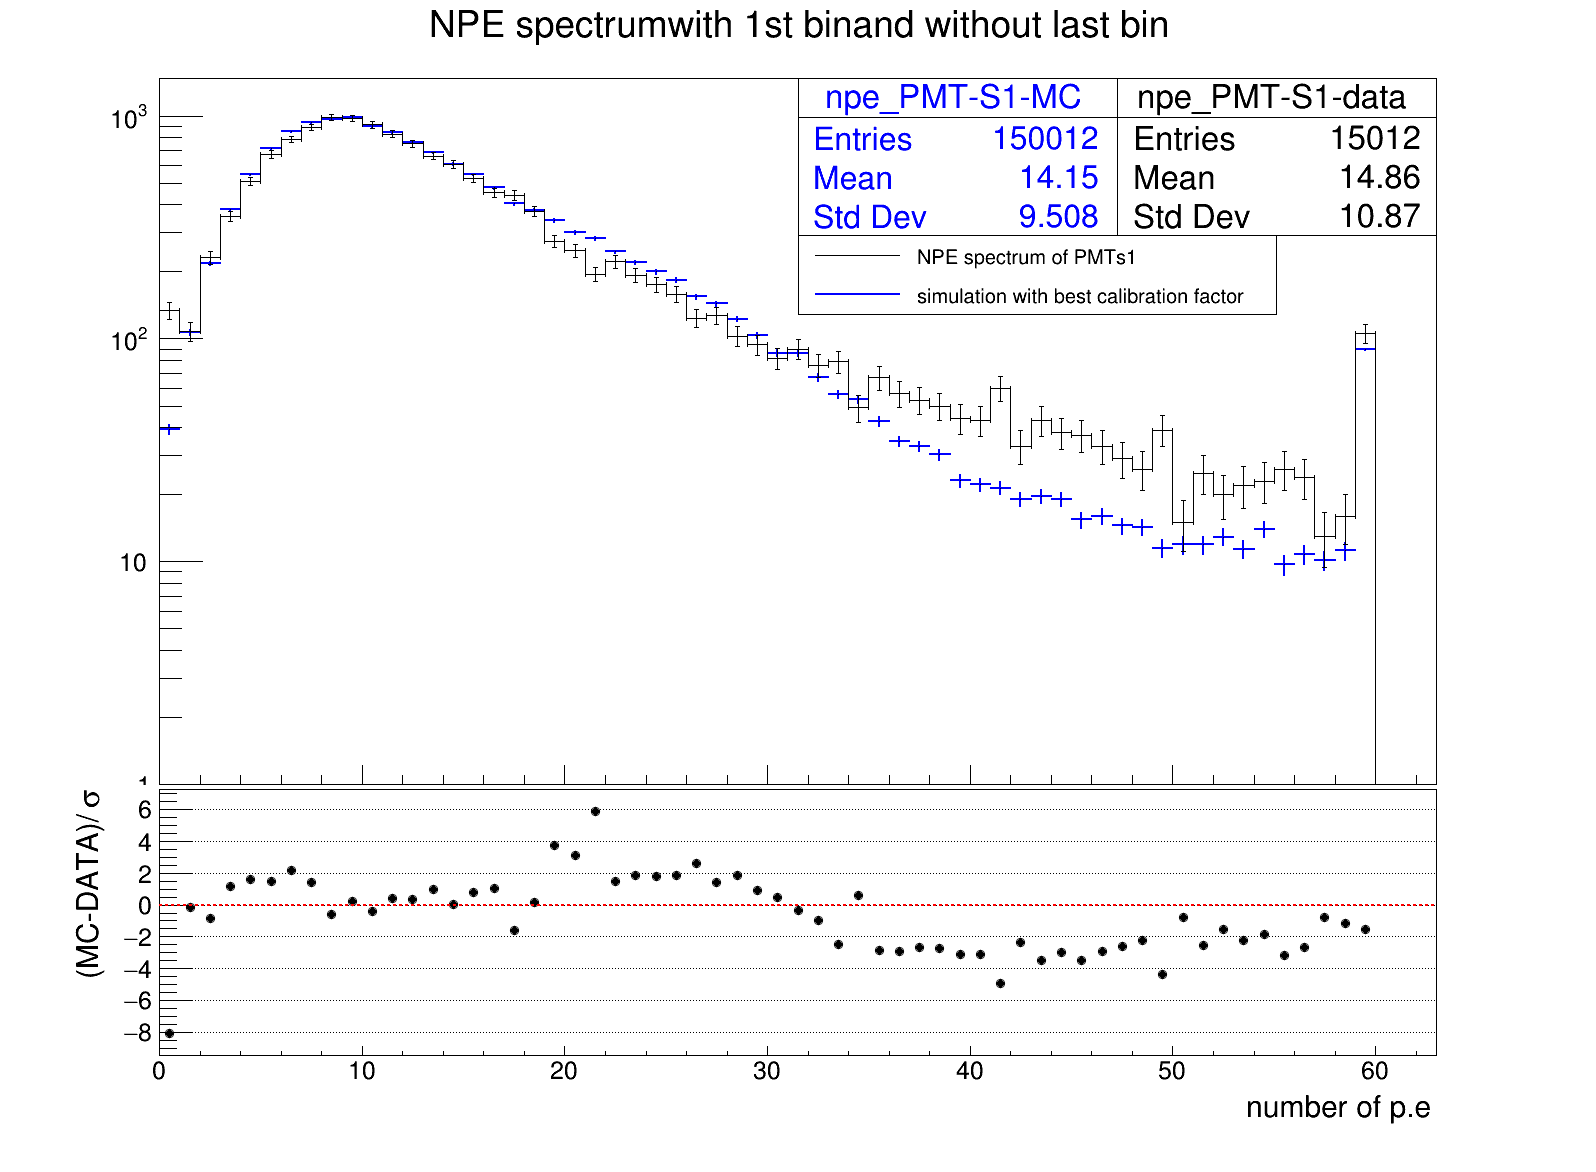 NPE spectrumwith 1st binand without last bin
npe_PMT-S1-MC
Entries 150012
Mean 14.15
Std Dev 9.508
npe_PMT-S1-data
Entries 15012
Mean 14.86
Std Dev 10.87
NPE spectrum of PMTs1
simulation with best calibration factor
10³
10²
10
1
(MC-DATA)/ σ
6
4
2
0
−2
−4
−6
−8
0 10 20 30 40 50 60
number of p.e